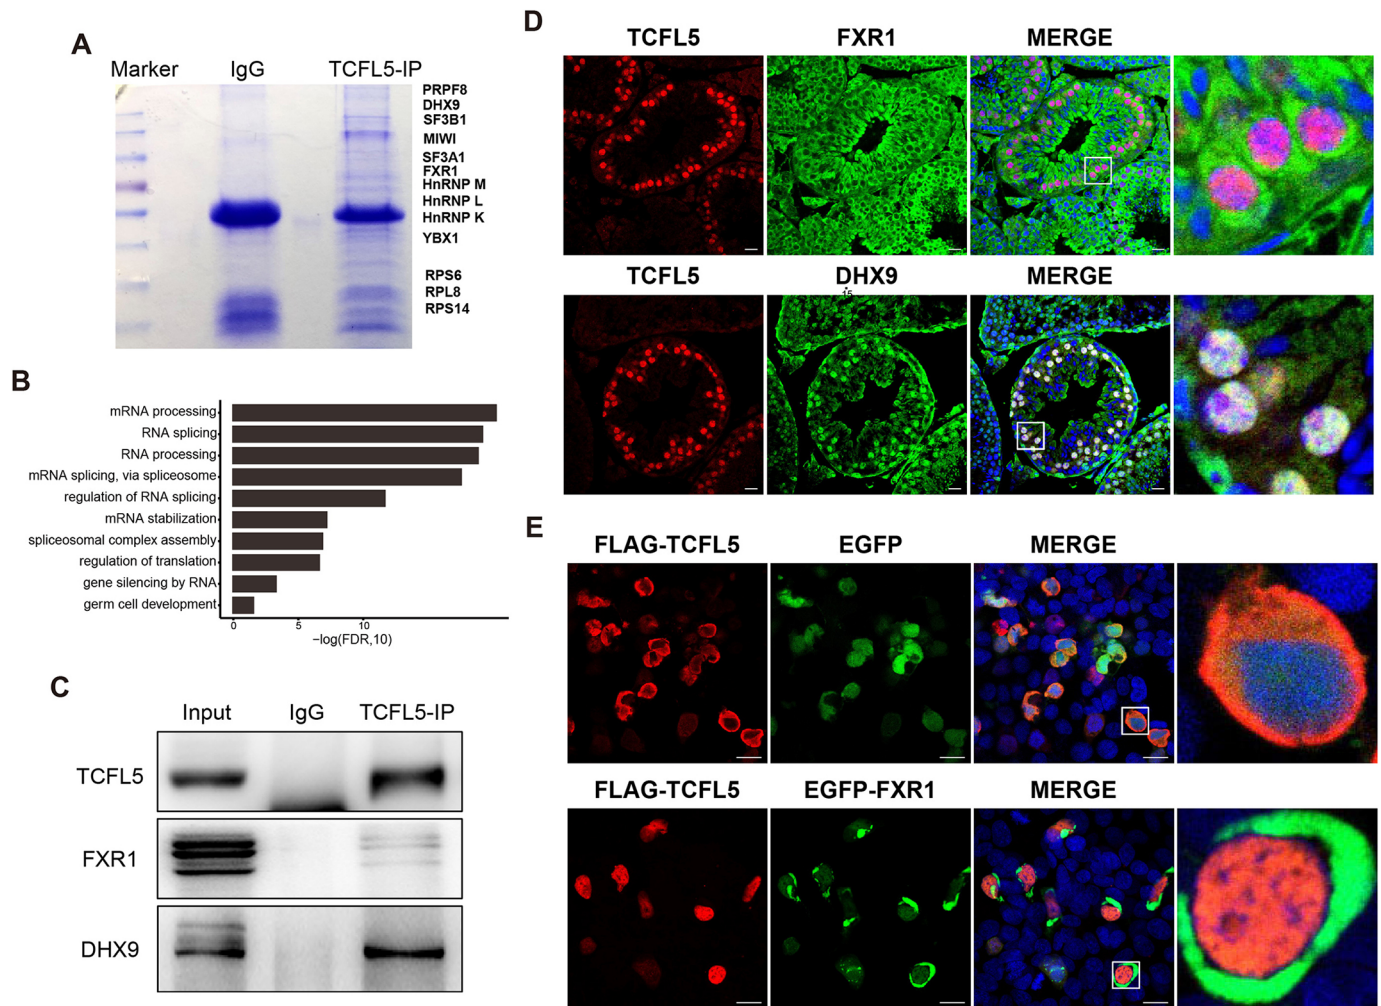 A
Marker IgG TCFL5-IP
PRPF8
DHX9
SF3B1
MIWI
SF3A1
FXR1
HnRNP M
HnRNP L
HnRNP K
YBX1
RPS6
RPL8
RPS14
B
mRNA processing
RNA splicing
RNA processing
mRNA splicing, via spliceosome
regulation of RNA splicing
mRNA stabilization
spliceosomal complex assembly
regulation of translation
gene silencing by RNA
germ cell development
0 5 10
−log(FDR,10)
C
Input IgG TCFL5-IP
TCFL5
FXR1
DHX9
D
TCFL5 FXR1 MERGE
TCFL5 DHX9 MERGE
15
E
FLAG-TCFL5 EGFP MERGE
FLAG-TCFL5 EGFP-FXR1 MERGE